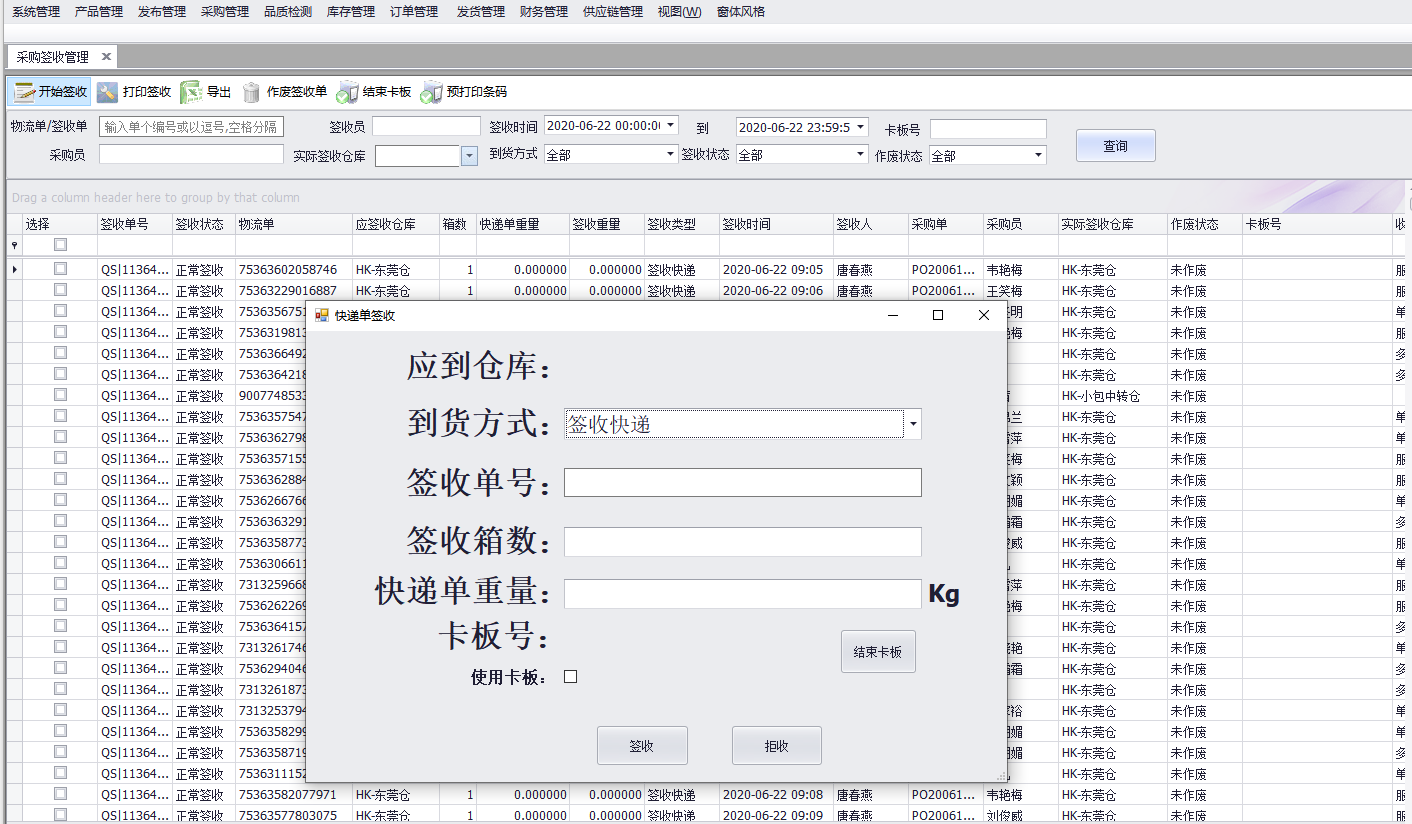 系统管理 产品管理 发布管理 采购管理 品质检测 库存管理 订单管理 发货管理 财务管理 供应链管理 视图(W) 窗体风格
采购签收管理
开始签收 打印签收 导出 作废签收单 结束卡板 预打印条码
物流单/签收单 输入单个编号或以逗号,空格分隔 签收员 签收时间 2020-06-22 00:00:0 到 2020-06-22 23:59:5 卡板号
采购员 实际签收仓库 到货方式 全部 签收状态 全部 作废状态 全部 查询
Drag a column header here to group by that column
选择 签收单号 签收状态 物流单 应签收仓库 箱数 快递单重量 签收重量 签收类型 签收时间 签收人 采购单 采购员 实际签收仓库 作废状态 卡板号 收
QS|11364... 正常签收 75363602058746 HK-东莞仓 1 0.000000 0.000000 签收快递 2020-06-22 09:05 唐春燕 PO20061... 韦艳梅 HK-东莞仓 未作废 服
QS|11364... 正常签收 75363229016887 HK-东莞仓 1 0.000000 0.000000 签收快递 2020-06-22 09:06 唐春燕 PO20061... 王笑梅 HK-东莞仓 未作废 服
QS|11364... 正常签收 7536356751 明 HK-东莞仓 未作废 单
QS|11364... 正常签收 7536319813 梅 HK-东莞仓 未作废 服
QS|11364... 正常签收 7536366492 HK-东莞仓 未作废 多
QS|11364... 正常签收 7536364218 HK-东莞仓 未作废 多
QS|11364... 正常签收 9007748533 HK-小包中转仓 未作废
QS|11364... 正常签收 7536357547 兰 HK-东莞仓 未作废 单
QS|11364... 正常签收 7536362798 萍 HK-东莞仓 未作废 单
QS|11364... 正常签收 7536357155 梅 HK-东莞仓 未作废 服
QS|11364... 正常签收 7536362884 颖 HK-东莞仓 未作废 服
QS|11364... 正常签收 7536266766 媚 HK-东莞仓 未作废 单
QS|11364... 正常签收 7536363291 霜 HK-东莞仓 未作废 多
QS|11364... 正常签收 7536358773 威 HK-东莞仓 未作废 服
QS|11364... 正常签收 7536306611 HK-东莞仓 未作废 单
QS|11364... 正常签收 7313259668 萍 HK-东莞仓 未作废 单
QS|11364... 正常签收 7536262269 梅 HK-东莞仓 未作废 服
QS|11364... 正常签收 7536364157 HK-东莞仓 未作废 多
QS|11364... 正常签收 7313261746 艳 HK-东莞仓 未作废 单
QS|11364... 正常签收 7536294046 霜 HK-东莞仓 未作废 多
QS|11364... 正常签收 7313261873 HK-东莞仓 未作废 多
QS|11364... 正常签收 7313253794 裕 HK-东莞仓 未作废 单
QS|11364... 正常签收 7536358299 媚 HK-东莞仓 未作废 单
QS|11364... 正常签收 7536358719 媚 HK-东莞仓 未作废 多
QS|11364... 正常签收 7536311152 HK-东莞仓 未作废 单
QS|11364... 正常签收 75363582077971 HK-东莞仓 1 0.000000 0.000000 签收快递 2020-06-22 09:08 唐春燕 PO20061... 韦艳梅 HK-东莞仓 未作废 服
QS|11364... 正常签收 75363577803075 HK-东莞仓 1 0.000000 0.000000 签收快递 2020-06-22 09:09 唐春燕 PO20061... 刘俊威 HK-东莞仓 未作废 服
快递单签收
应到仓库：
到货方式： 签收快递
签收单号：
签收箱数：
快递单重量： Kg
卡板号：
结束卡板
使用卡板：
签收 拒收